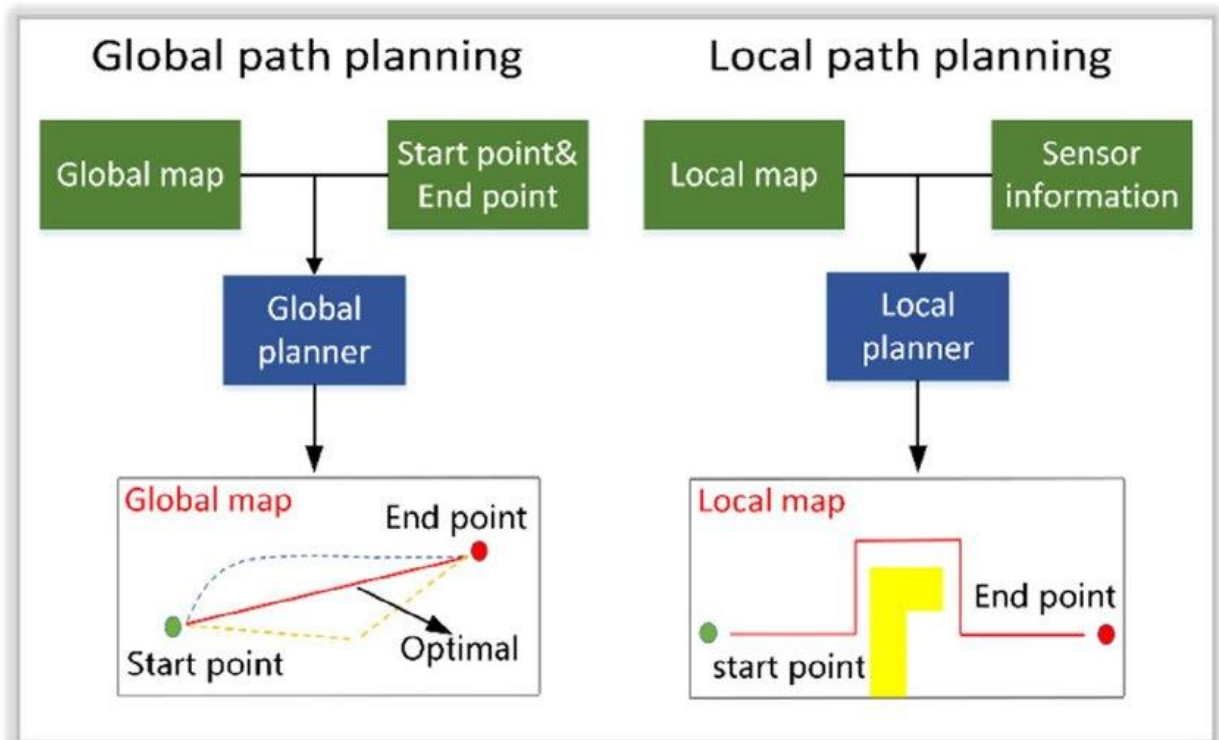 Global path planning
Local path planning
Global map
Start point&
End point
Local map
Sensor
information
Global
planner
Local
planner
Global map
End point
Start point
Optimal
Local map
End point
start point